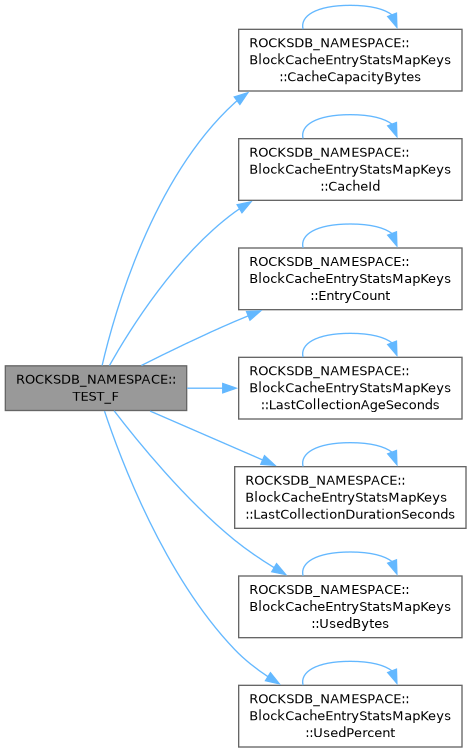 ROCKSDB_NAMESPACE::
TEST_F
ROCKSDB_NAMESPACE::
BlockCacheEntryStatsMapKeys
::CacheCapacityBytes
ROCKSDB_NAMESPACE::
BlockCacheEntryStatsMapKeys
::CacheId
ROCKSDB_NAMESPACE::
BlockCacheEntryStatsMapKeys
::EntryCount
ROCKSDB_NAMESPACE::
BlockCacheEntryStatsMapKeys
::LastCollectionAgeSeconds
ROCKSDB_NAMESPACE::
BlockCacheEntryStatsMapKeys
::LastCollectionDurationSeconds
ROCKSDB_NAMESPACE::
BlockCacheEntryStatsMapKeys
::UsedBytes
ROCKSDB_NAMESPACE::
BlockCacheEntryStatsMapKeys
::UsedPercent